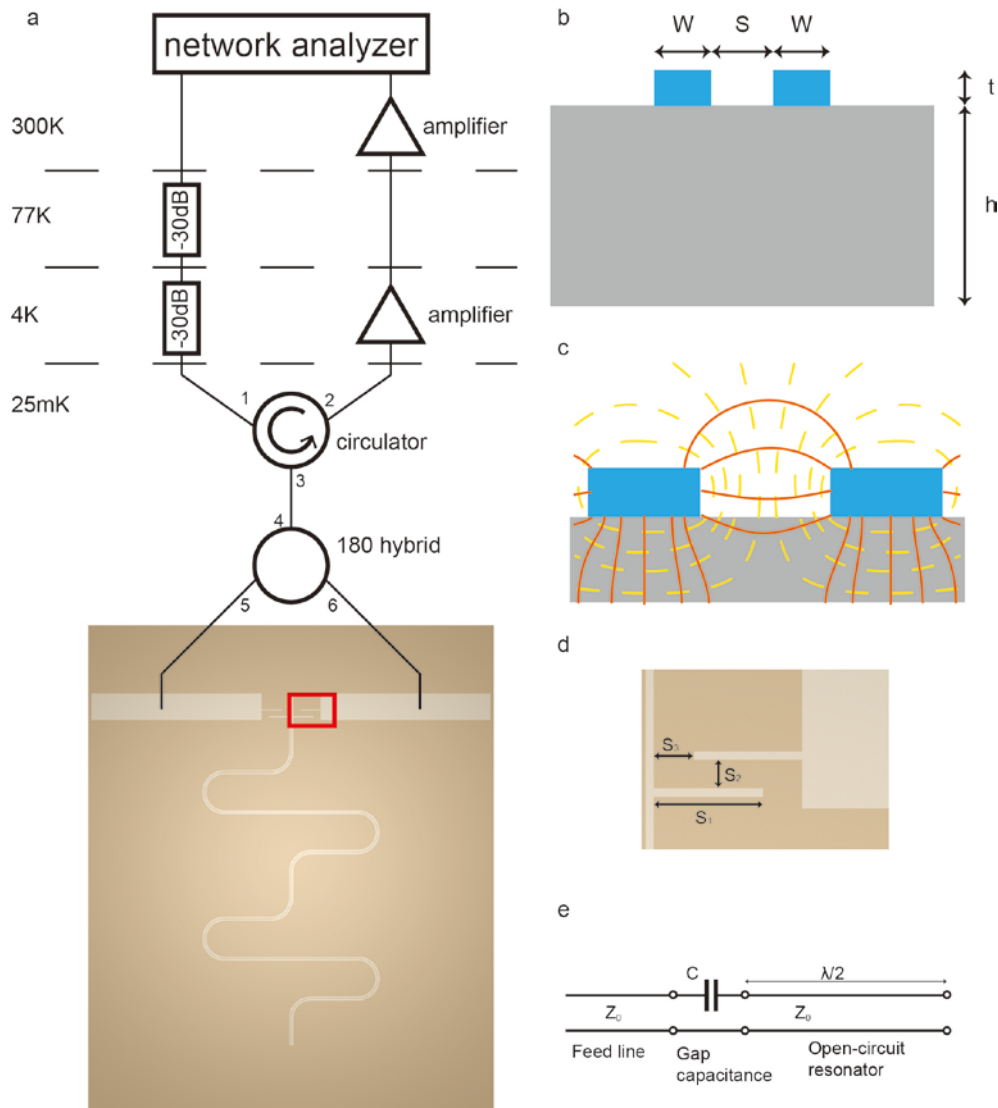 a
network analyzer
300K
amplifier
77K
-30dB
4K
-30dB
amplifier
25mK
1
2
circulator
3
4
180 hybrid
5
6
b
W
S
W
t
h
c
d
S₃
S₂
S₁
e
C
λ/2
Z₀
Z₀
Feed line
Gap
capacitance
Open-circuit
resonator